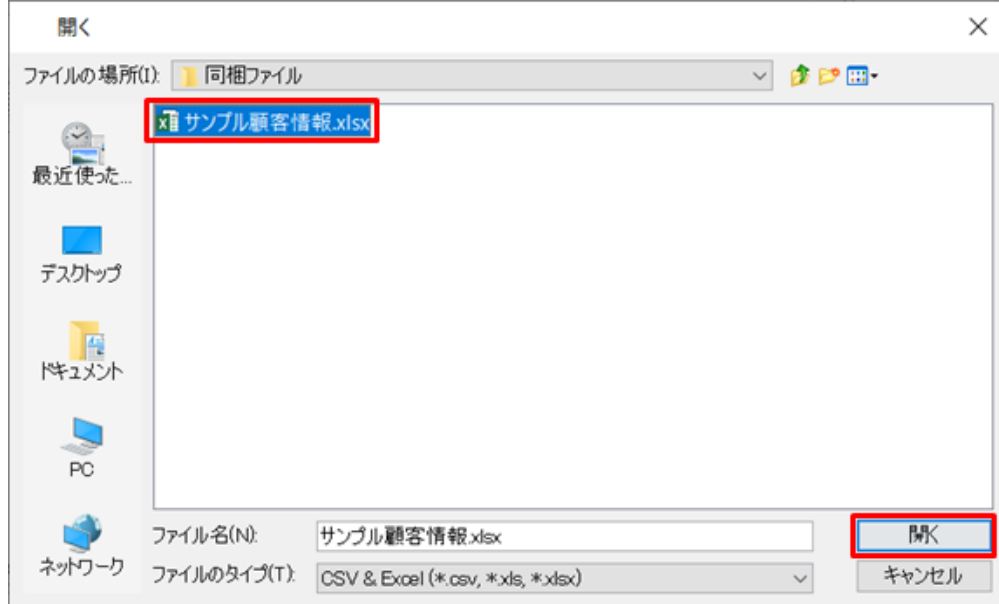 開く
ファイルの場所(I): 同梱ファイル
サンプル顧客情報.xlsx
最近使った...
デスクトップ
ドキュメント
PC
ネットワーク
ファイル名(N): サンプル顧客情報.xlsx 開く
ファイルのタイプ(T): CSV & Excel (*.csv, *.xls, *.xlsx) キャンセル